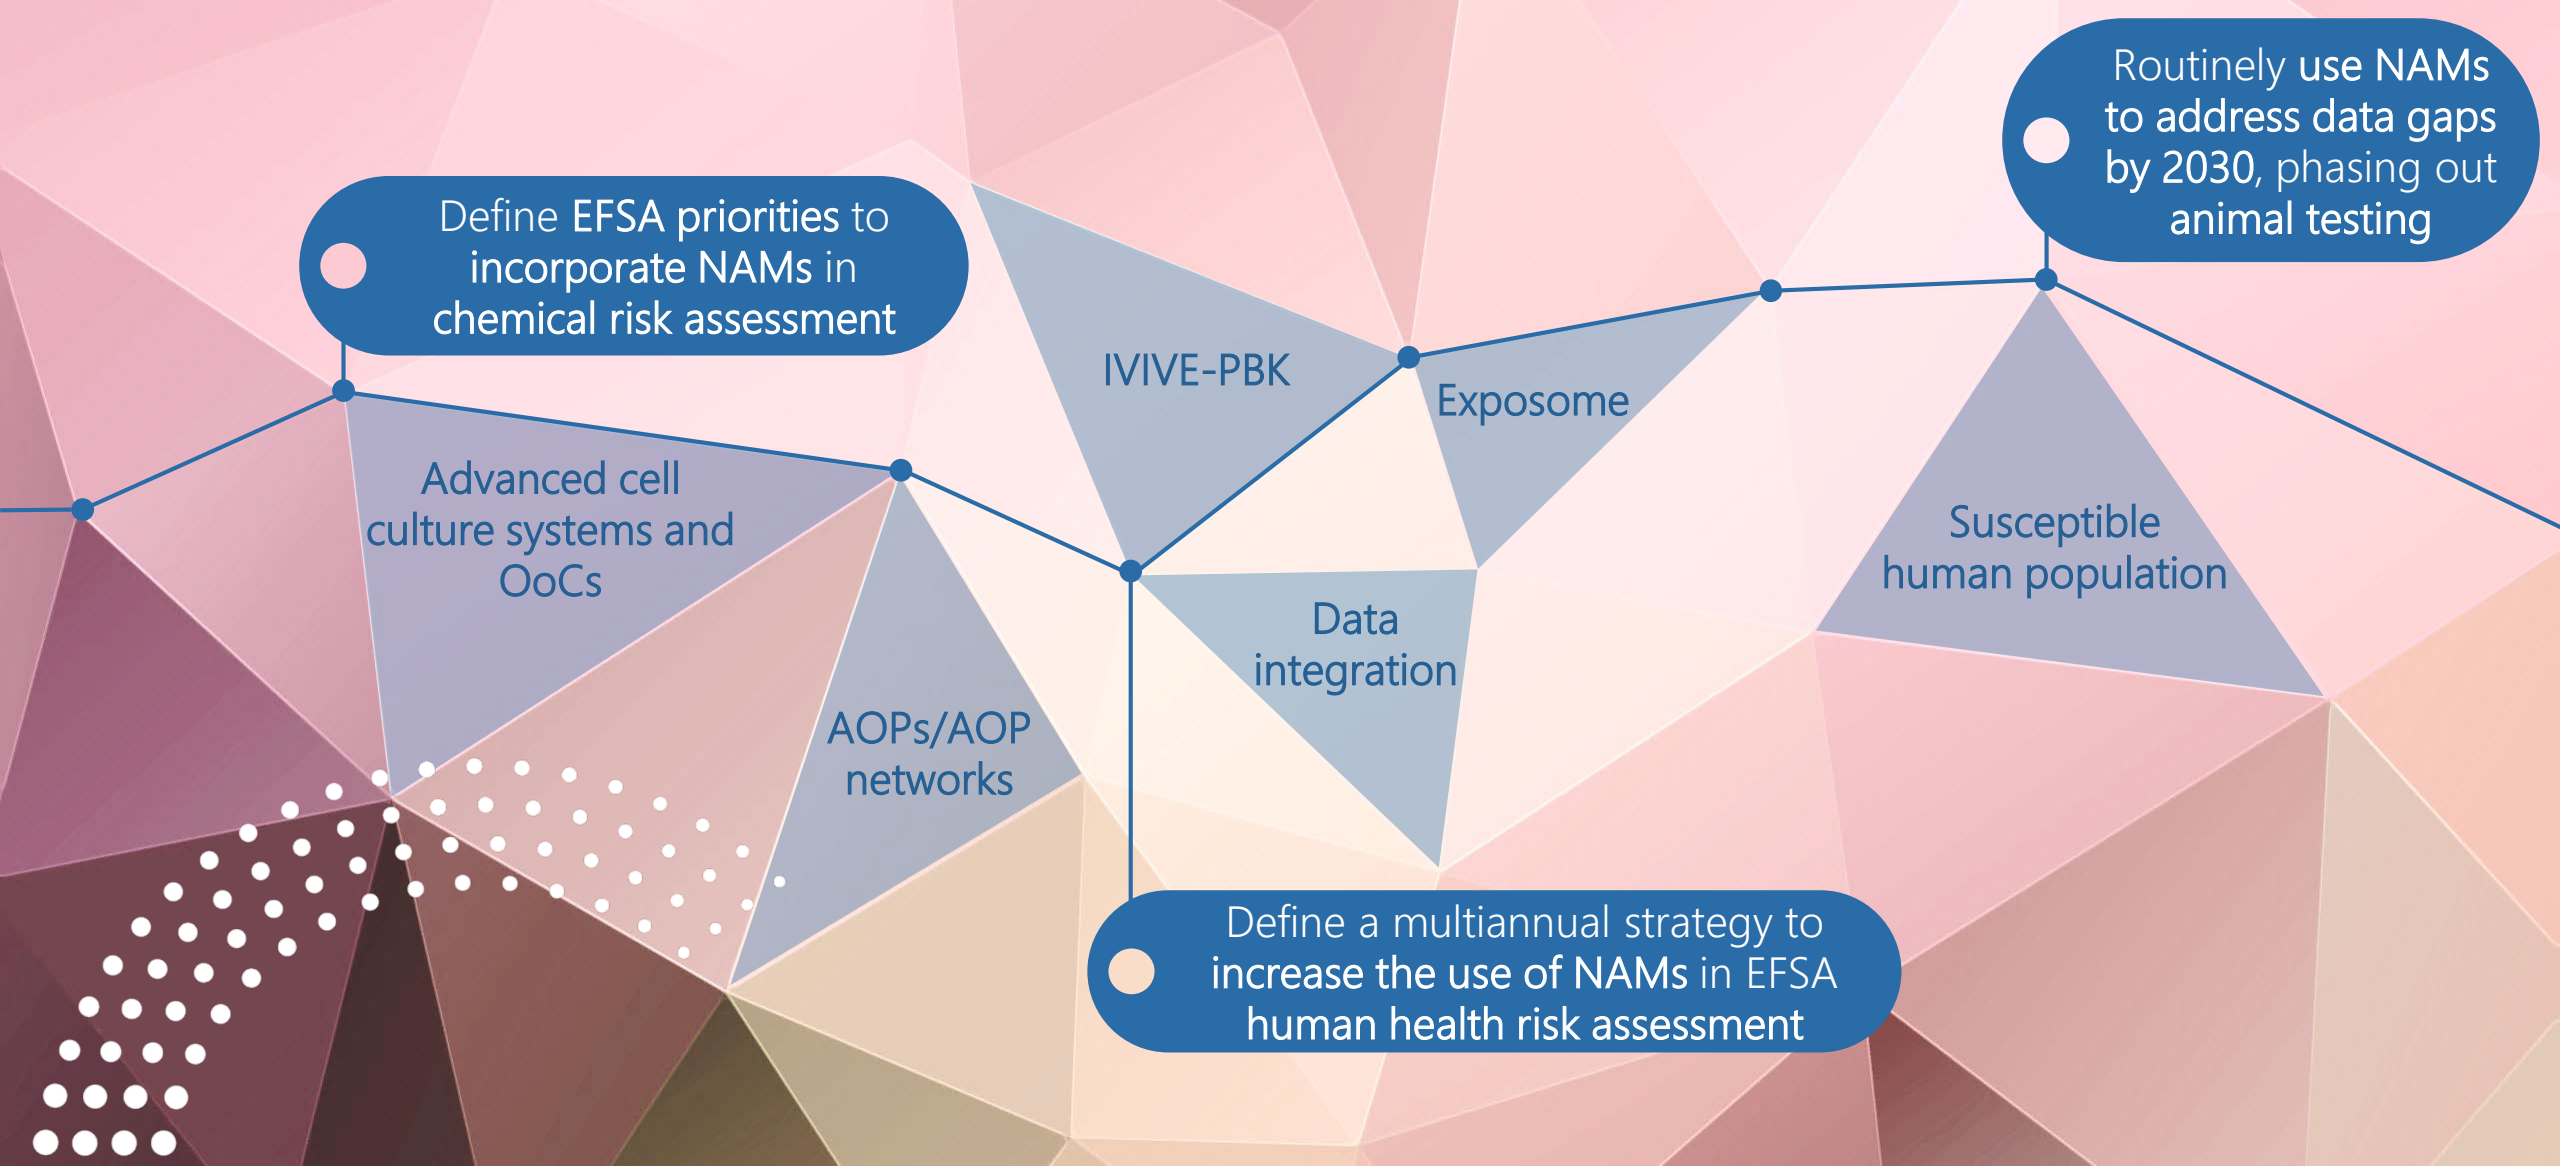 Define EFSA priorities to
incorporate NAMs in
chemical risk assessment
Routinely use NAMs
to address data gaps
by 2030, phasing out
animal testing
Advanced cell
culture systems and
OoCs
IVIVE-PBK
Exposome
Susceptible
human population
Data
integration
AOPs/AOP
networks
Define a multiannual strategy to
increase the use of NAMs in EFSA
human health risk assessment